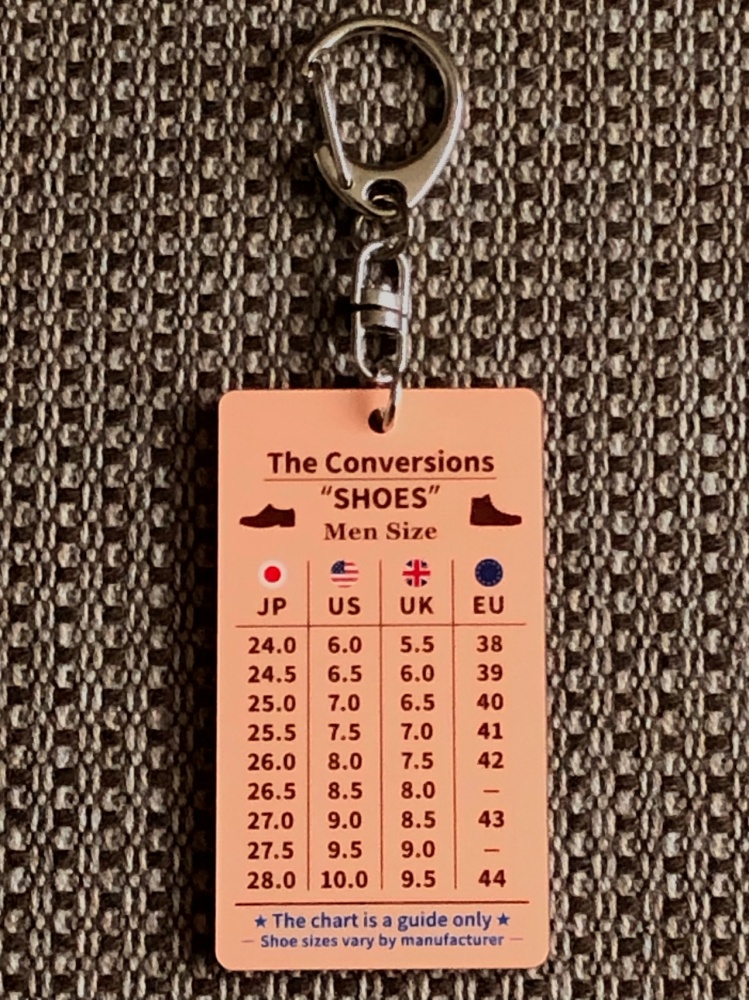 The Conversions
“SHOES”
Men Size
JP US UK EU
24.0 6.0 5.5 38
24.5 6.5 6.0 39
25.0 7.0 6.5 40
25.5 7.5 7.0 41
26.0 8.0 7.5 42
26.5 8.5 8.0 –
27.0 9.0 8.5 43
27.5 9.5 9.0 –
28.0 10.0 9.5 44
★ The chart is a guide only ★
— Shoe sizes vary by manufacturer —